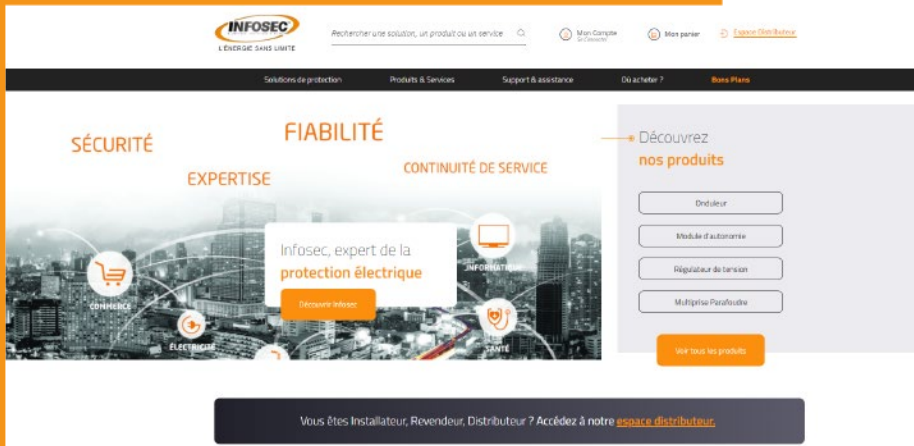 INFOSEC
L'ÉNERGIE SANS LIMITE
Rechercher une solution, un produit ou un service
Mon Compte
Se Connecter
Mon panier
Espace Distributeur
Solutions de protection
Produits & Services
Support & assistance
Où acheter ?
Bons Plans
SÉCURITÉ
FIABILITÉ
EXPERTISE
CONTINUITÉ DE SERVICE
Infosec, expert de la
protection électrique
Découvrir Infosec
COMMERCE
ÉLECTRICITÉ
INFORMATIQUE
SANTÉ
Découvrez
nos produits
Onduleur
Module d'autonomie
Régulateur de tension
Multiprise Parafoudre
Voir tous les produits
Vous êtes Installateur, Revendeur, Distributeur ? Accédez à notre espace distributeur.